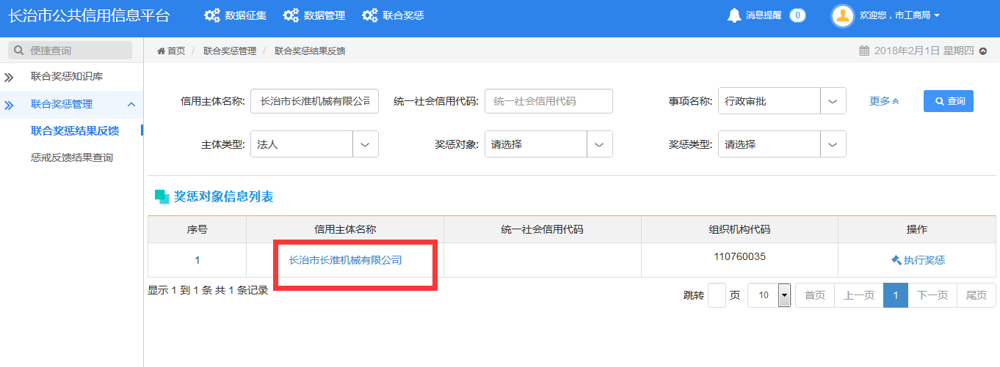 长治市公共信用信息平台 数据征集 数据管理 联合奖惩 消息提醒 0 欢迎您，市工商局
便捷查询 首页 / 联合奖惩管理 / 联合奖惩结果反馈 2018年2月1日 星期四
联合奖惩知识库
联合奖惩管理
联合奖惩结果反馈
惩戒反馈结果查询
信用主体名称: 长治市长淮机械有限公司 统一社会信用代码: 统一社会信用代码 事项名称: 行政审批 更多 查询
主体类型: 法人 奖惩对象: 请选择 奖惩类型: 请选择
奖惩对象信息列表
序号 信用主体名称 统一社会信用代码 组织机构代码 操作
1 长治市长淮机械有限公司 110760035 执行奖惩
显示 1 到 1 条 共 1 条记录 跳转 页 10 首页 上一页 1 下一页 尾页